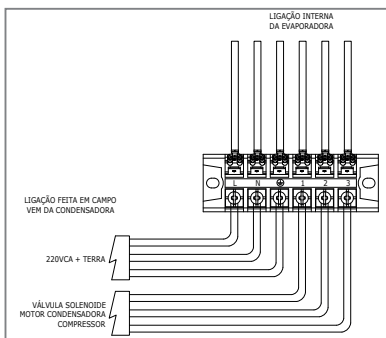 LIGAÇÃO INTERNA
DA EVAPORADORA
L N 1 2 3
LIGAÇÃO FEITA EM CAMPO
VEM DA CONDENSADORA
220VCA + TERRA
VÁLVULA SOLENOIDE
MOTOR CONDENSADORA
COMPRESSOR